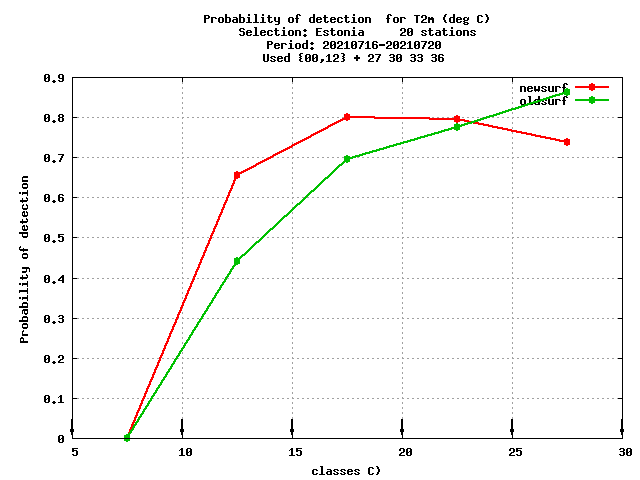 Probability of detection  for T2m (deg C)
Selection: Estonia     20 stations
Period: 20210716-20210720
Used {00,12} + 27 30 33 36
newsurf
oldsurf
Probability of detection
0.9
0.8
0.7
0.6
0.5
0.4
0.3
0.2
0.1
0
5 10 15 20 25 30
classes C)